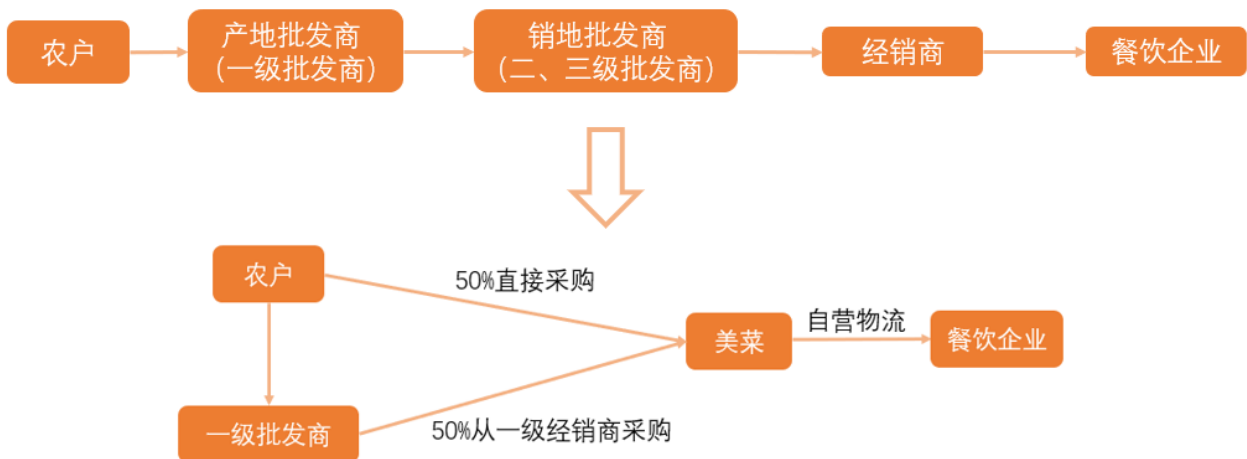 农户
产地批发商
（一级批发商）
销地批发商
（二、三级批发商）
经销商
餐饮企业
农户
50%直接采购
美菜
自营物流
餐饮企业
一级批发商
50%从一级经销商采购